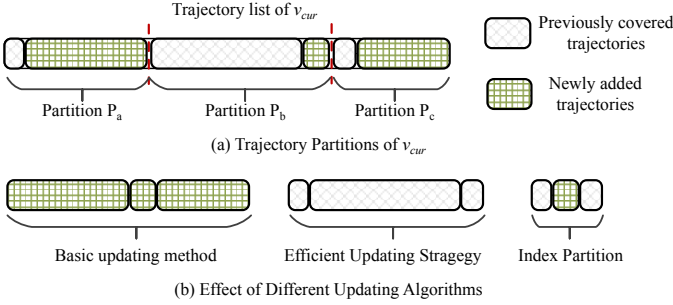 Trajectory list of v_cur
Previously covered
trajectories
Newly added
trajectories
Partition P_a
Partition P_b
Partition P_c
(a) Trajectory Partitions of v_cur
Basic updating method
Efficient Updating Stragegy
Index Partition
(b) Effect of Different Updating Algorithms